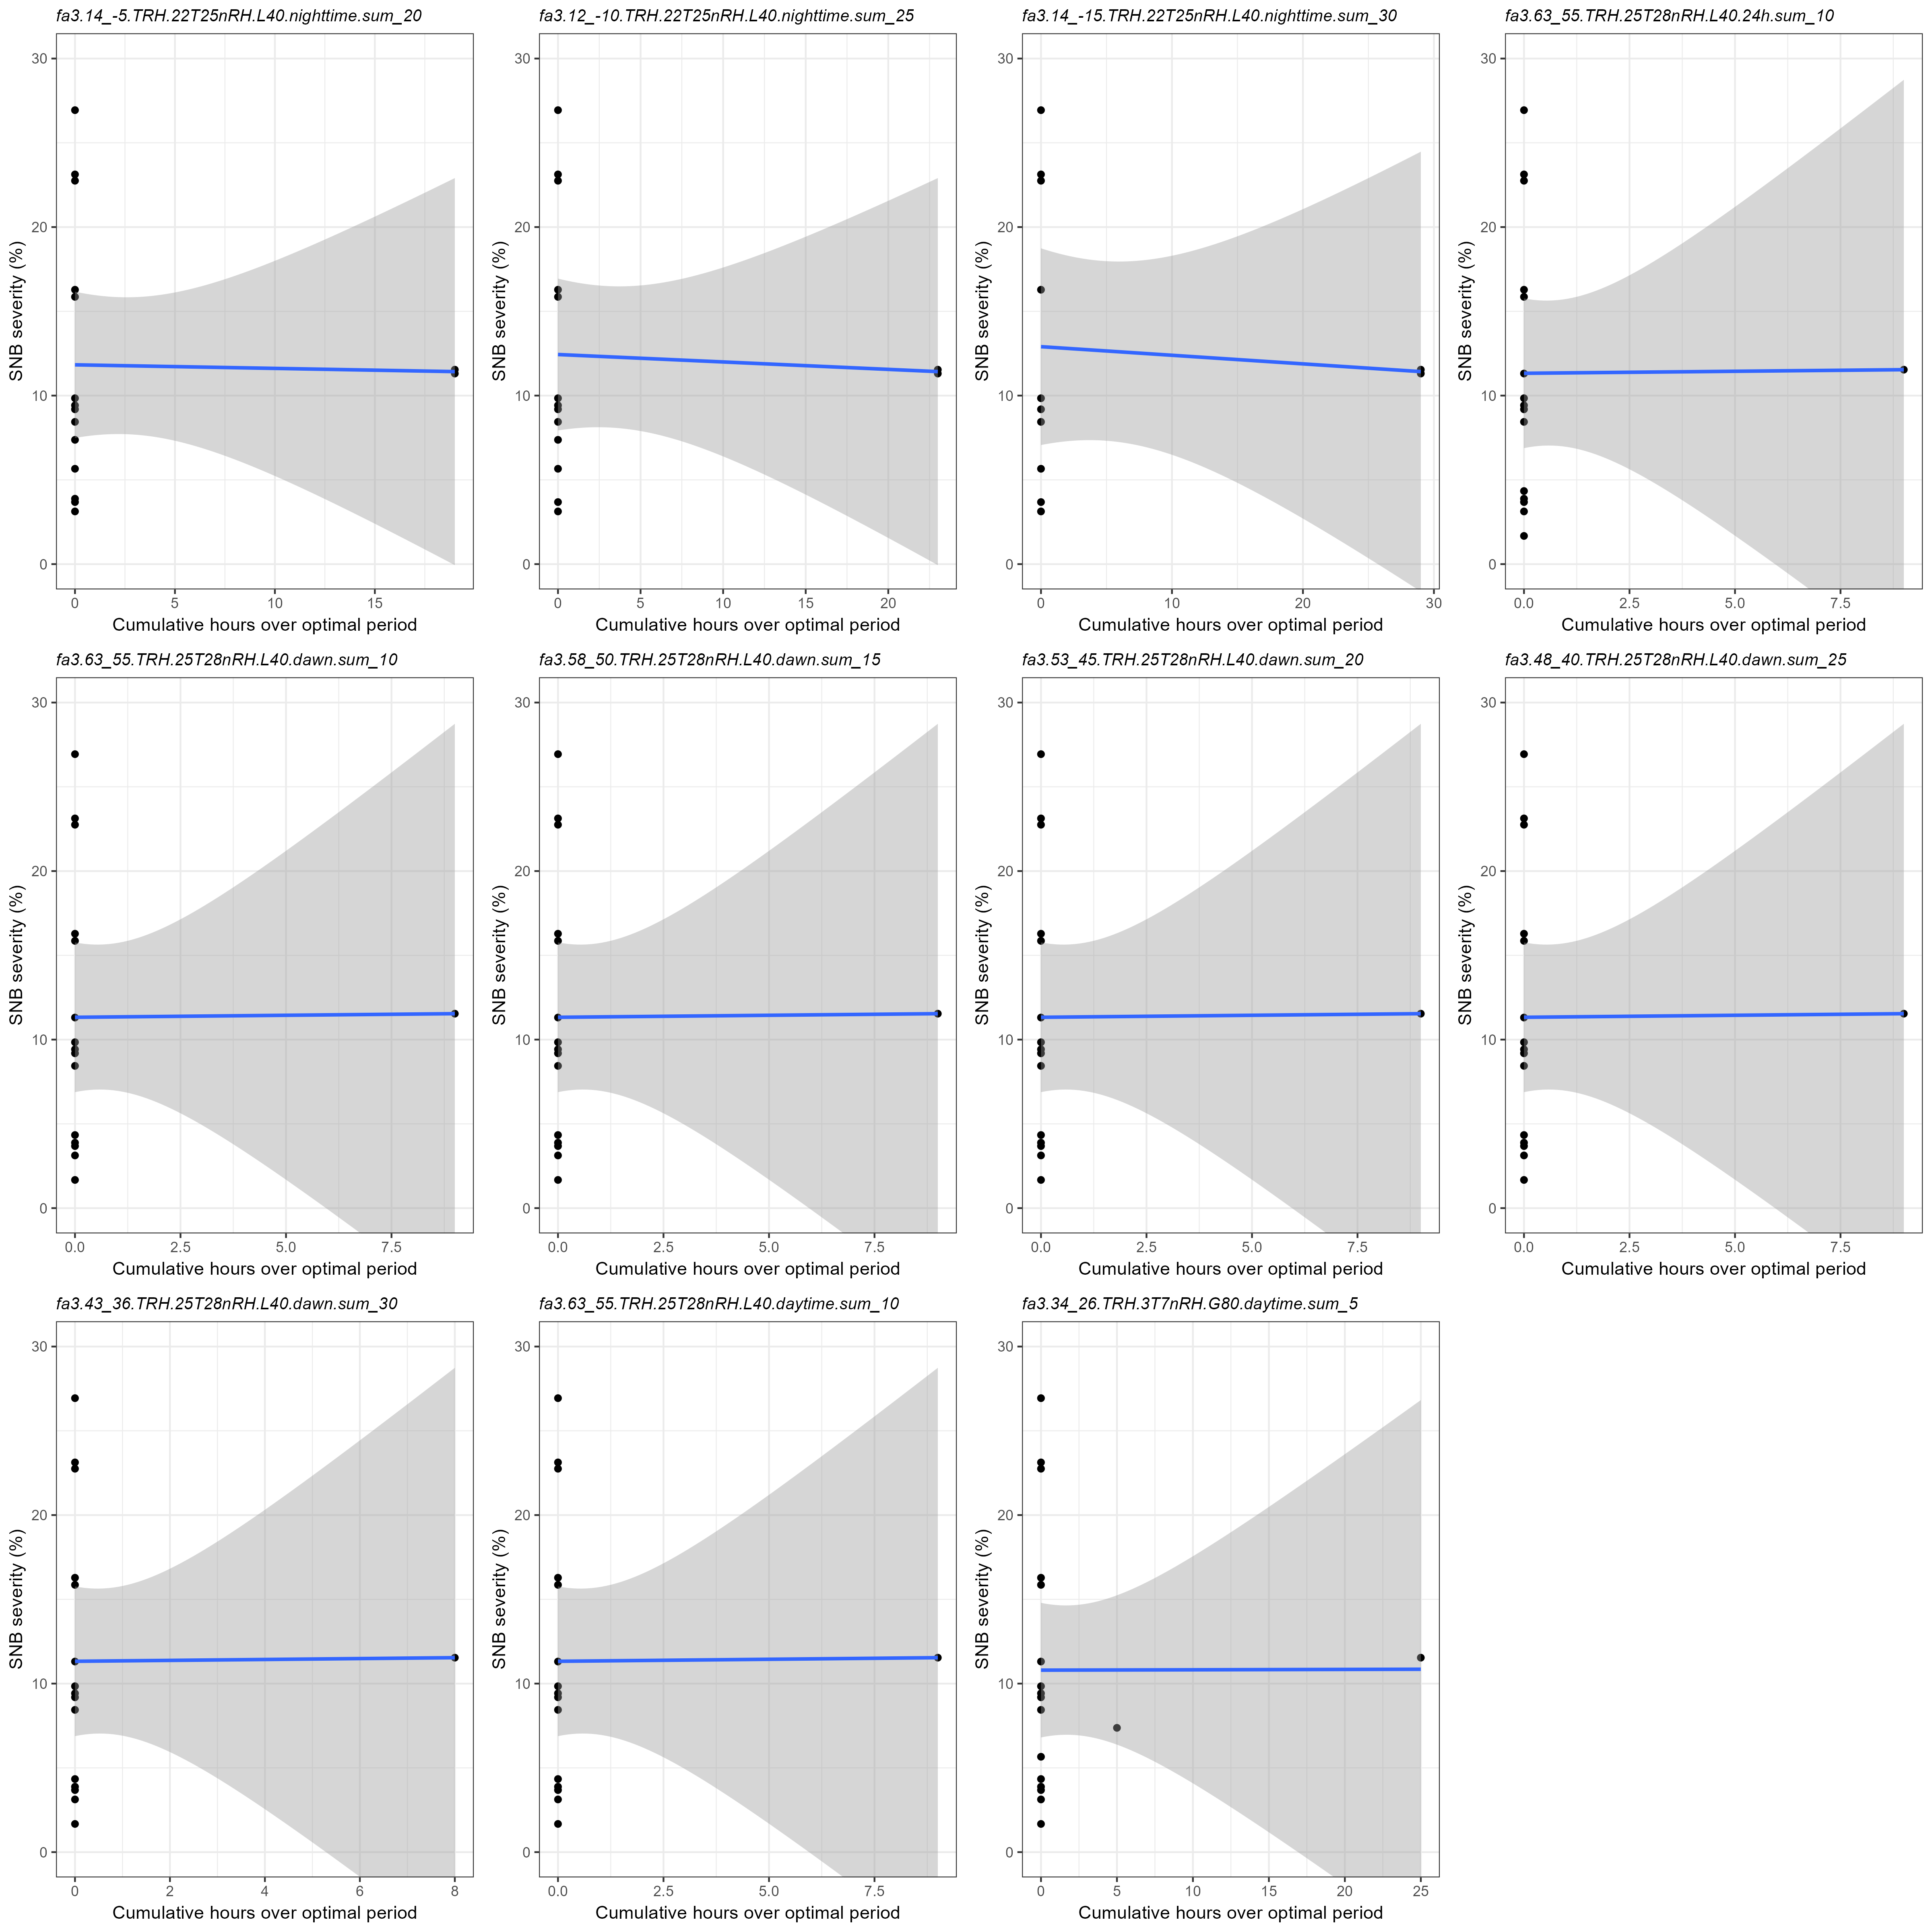 fa3.14_-5.TRH.22T25nRH.L40.nighttime.sum_20
30
20
10
0
SNB severity (%)
0 5 10 15
Cumulative hours over optimal period
fa3.12_-10.TRH.22T25nRH.L40.nighttime.sum_25
30
20
10
0
SNB severity (%)
0 5 10 15 20
Cumulative hours over optimal period
fa3.14_-15.TRH.22T25nRH.L40.nighttime.sum_30
30
20
10
0
SNB severity (%)
0 10 20 30
Cumulative hours over optimal period
fa3.63_55.TRH.25T28nRH.L40.24h.sum_10
30
20
10
0
SNB severity (%)
0.0 2.5 5.0 7.5
Cumulative hours over optimal period
fa3.63_55.TRH.25T28nRH.L40.dawn.sum_10
30
20
10
0
SNB severity (%)
0.0 2.5 5.0 7.5
Cumulative hours over optimal period
fa3.58_50.TRH.25T28nRH.L40.dawn.sum_15
30
20
10
0
SNB severity (%)
0.0 2.5 5.0 7.5
Cumulative hours over optimal period
fa3.53_45.TRH.25T28nRH.L40.dawn.sum_20
30
20
10
0
SNB severity (%)
0.0 2.5 5.0 7.5
Cumulative hours over optimal period
fa3.48_40.TRH.25T28nRH.L40.dawn.sum_25
30
20
10
0
SNB severity (%)
0.0 2.5 5.0 7.5
Cumulative hours over optimal period
fa3.43_36.TRH.25T28nRH.L40.dawn.sum_30
30
20
10
0
SNB severity (%)
0 2 4 6 8
Cumulative hours over optimal period
fa3.63_55.TRH.25T28nRH.L40.daytime.sum_10
30
20
10
0
SNB severity (%)
0.0 2.5 5.0 7.5
Cumulative hours over optimal period
fa3.34_26.TRH.3T7nRH.G80.daytime.sum_5
30
20
10
0
SNB severity (%)
0 5 10 15 20 25
Cumulative hours over optimal period